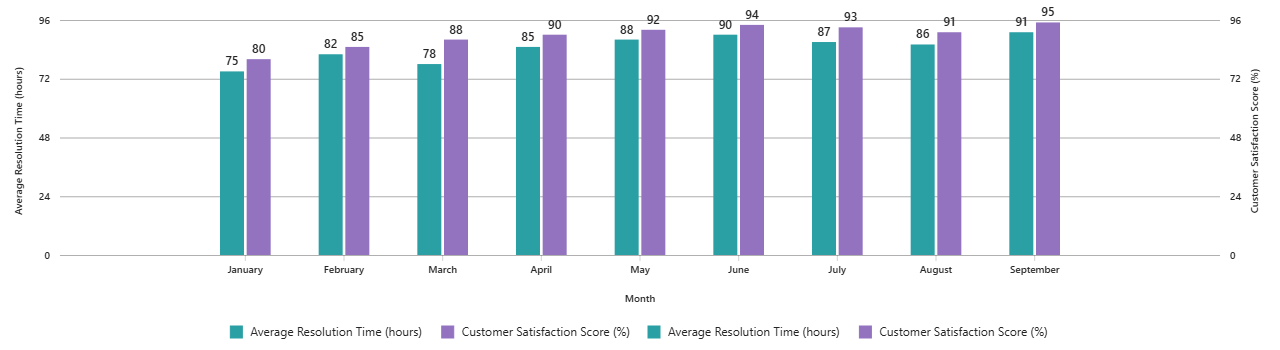 96
72
48
24
0
Average Resolution Time (hours)
75 80 82 85 78 88 85 90 88 92 90 94 87 93 86 91 91 95
96
72
48
24
0
Customer Satisfaction Score (%)
January February March April May June July August September
Month
Average Resolution Time (hours) Customer Satisfaction Score (%) Average Resolution Time (hours) Customer Satisfaction Score (%)